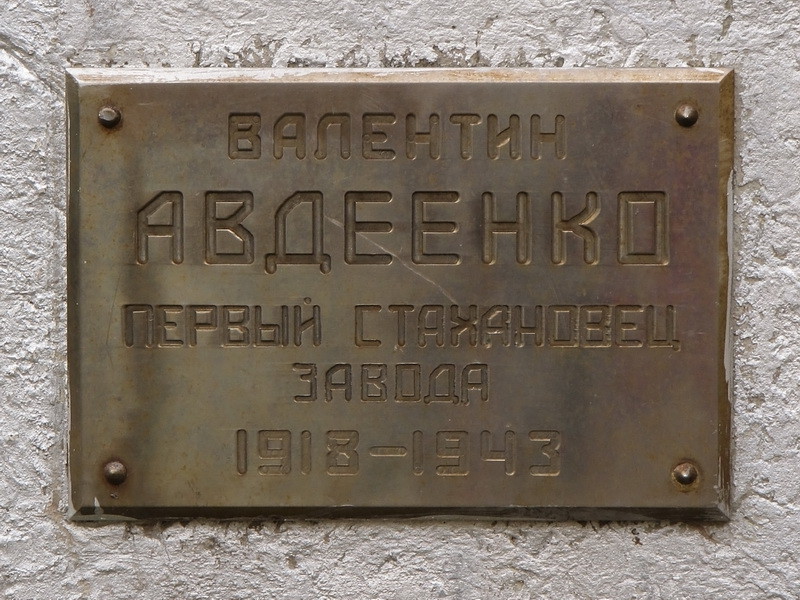 ВАЛЕНТИН
АВДЕЕНКО
ПЕРВЫЙ СТАХАНОВЕЦ
ЗАВОДА
1918-1943